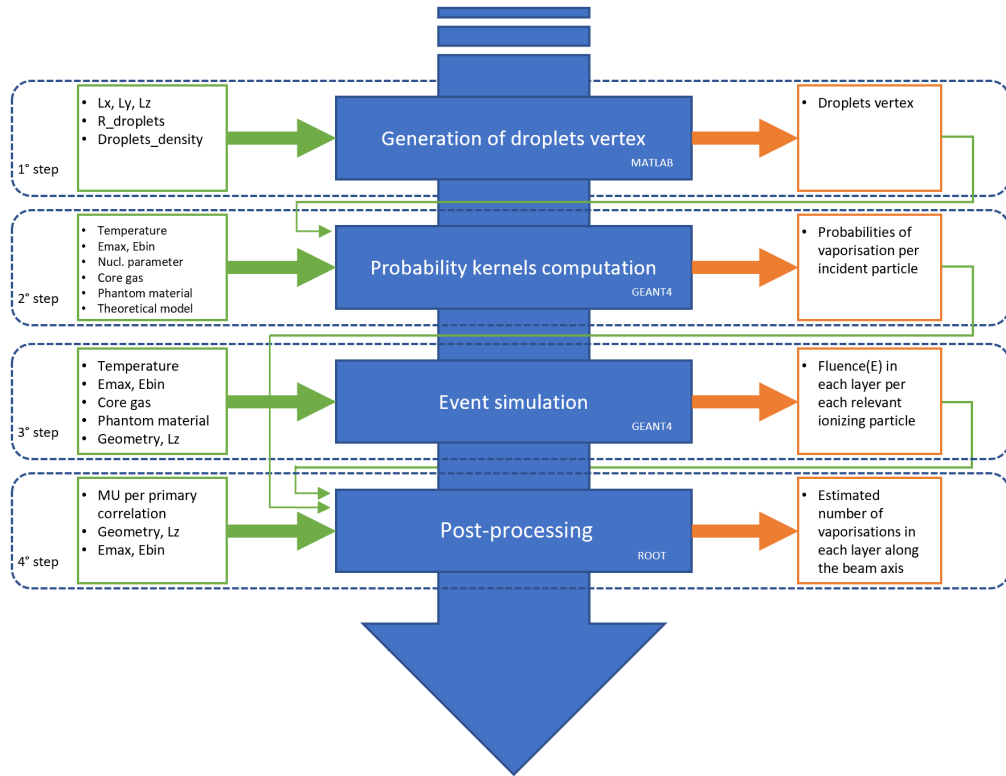 • Lx, Ly, Lz
• R_droplets
• Droplets_density
1° step
Generation of droplets vertex
MATLAB
• Droplets vertex
• Temperature
• Emax, Ebin
• Nucl. parameter
• Core gas
• Phantom material
• Theoretical model
2° step
Probability kernels computation
GEANT4
• Probabilities of
vaporisation per
incident particle
• Temperature
• Emax, Ebin
• Core gas
• Phantom material
• Geometry, Lz
3° step
Event simulation
GEANT4
• Fluence(E) in
each layer per
each relevant
ionizing particle
• MU per primary
correlation
• Geometry, Lz
• Emax, Ebin
4° step
Post-processing
ROOT
• Estimated
number of
vaporisations in
each layer along
the beam axis